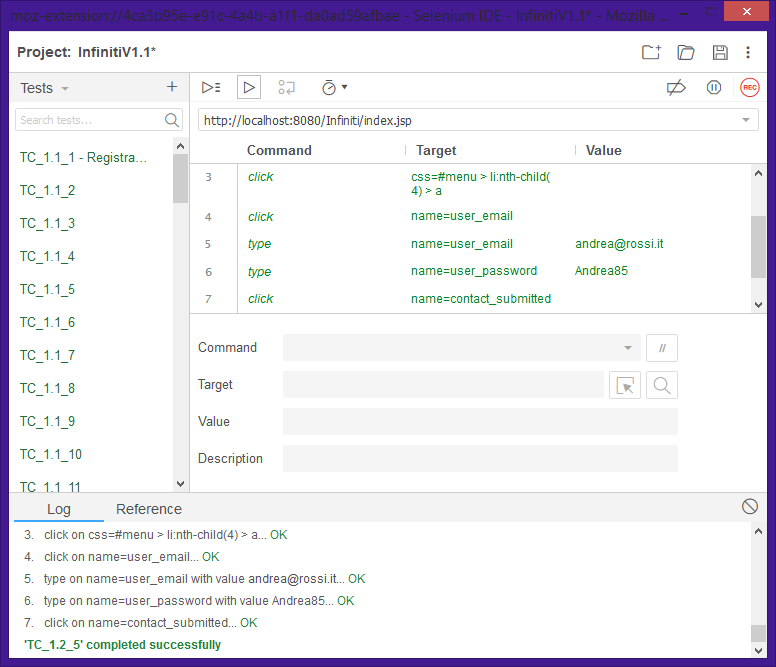 moz-extension://4ca3b95e-e91c-4a4b-a1f1-da0ad59afbae - Selenium IDE - InfinitiV1.1* - Mozilla ...
Project: InfinitiV1.1*
Tests
Search tests...
TC_1.1_1 - Registra...
TC_1.1_2
TC_1.1_3
TC_1.1_4
TC_1.1_5
TC_1.1_6
TC_1.1_7
TC_1.1_8
TC_1.1_9
TC_1.1_10
TC_1.1_11
REC
http://localhost:8080/Infiniti/index.jsp
Command Target Value
3 click css=#menu > li:nth-child(
4) > a
4 click name=user_email
5 type name=user_email andrea@rossi.it
6 type name=user_password Andrea85
7 click name=contact_submitted
Command //
Target
Value
Description
Log Reference
3. click on css=#menu > li:nth-child(4) > a... OK
4. click on name=user_email... OK
5. type on name=user_email with value andrea@rossi.it... OK
6. type on name=user_password with value Andrea85... OK
7. click on name=contact_submitted... OK
'TC_1.2_5' completed successfully